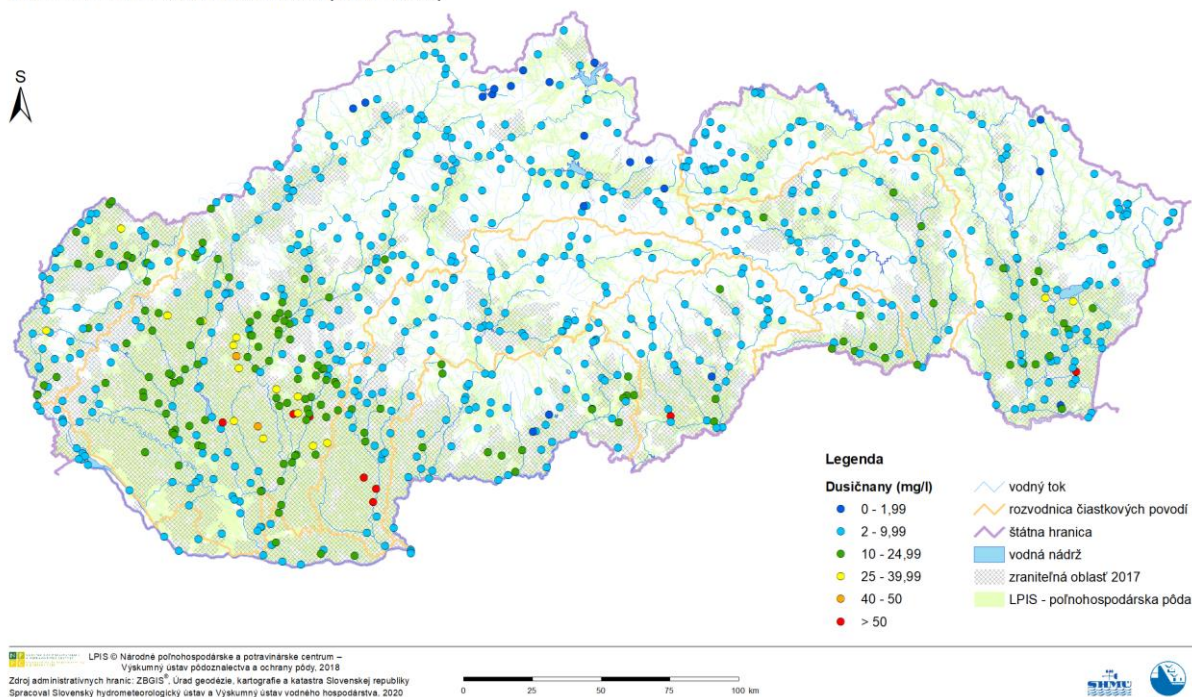 S
Legenda
Dusičnany (mg/l)
0 - 1,99
2 - 9,99
10 - 24,99
25 - 39,99
40 - 50
> 50
vodný tok
rozvodnica čiastkových povodí
štátna hranica
vodná nádrž
zraniteľná oblasť 2017
LPIS - poľnohospodárska pôda
LPIS © Národné poľnohospodárske a potravinárske centrum –
Výskumný ústav pôdoznalectva a ochrany pôdy, 2018
Zdroj administratívnych hraníc: ZBGIS®, Úrad geodézie, kartografie a katastra Slovenskej republiky
Spracoval Slovenský hydrometeorologický ústav a Výskumný ústav vodného hospodárstva, 2020
0 25 50 75 100 km
SHMÚ